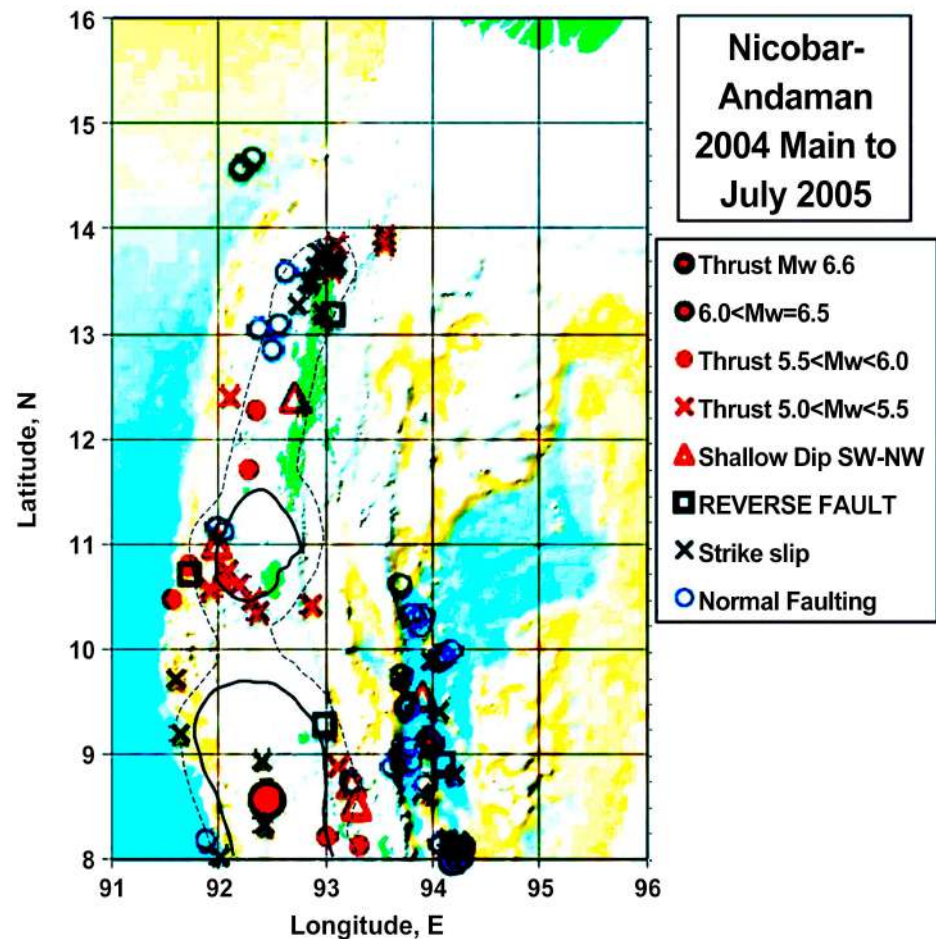 Nicobar-
Andaman
2004 Main to
July 2005
Thrust Mw 6.6
6.0<Mw=6.5
Thrust 5.5<Mw<6.0
Thrust 5.0<Mw<5.5
Shallow Dip SW-NW
REVERSE FAULT
Strike slip
Normal Faulting
Latitude, N
16
15
14
13
12
11
10
9
8
91 92 93 94 95 96
Longitude, E